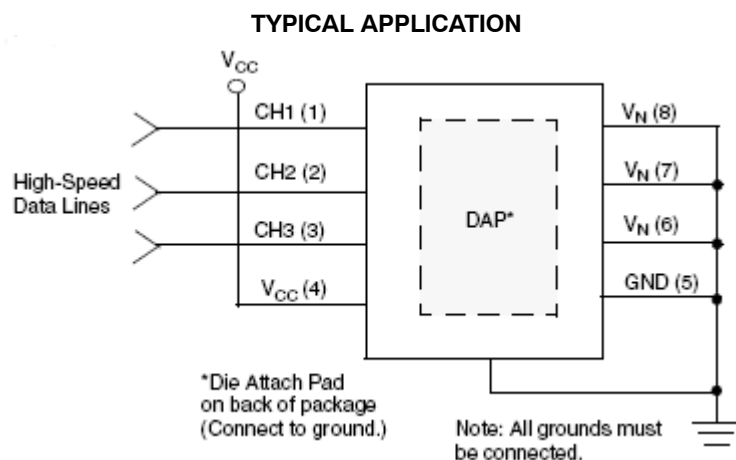 TYPICAL APPLICATION
VCC
CH1 (1)
VN (8)
High-Speed
Data Lines
CH2 (2)
VN (7)
DAP*
CH3 (3)
VN (6)
VCC (4)
GND (5)
*Die Attach Pad
on back of package
(Connect to ground.)
Note: All grounds must
be connected.